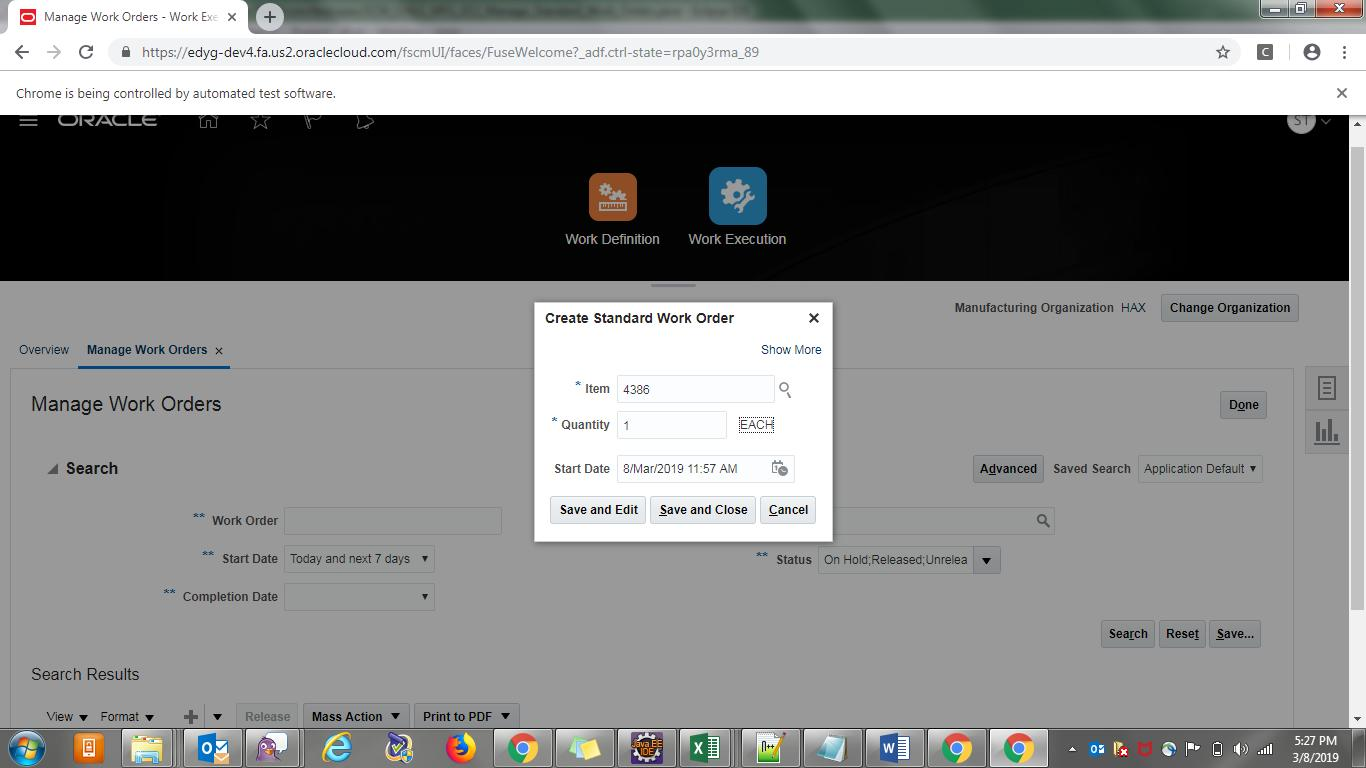 Manage Work Orders - Work Exe
https://edyg-dev4.fa.us2.oraclecloud.com/fscmUI/faces/FuseWelcome?_adf.ctrl-state=rpa0y3rma_89
C
Chrome is being controlled by automated test software.
ORACLE
ST
Work Definition
Work Execution
Manufacturing Organization HAX
Change Organization
Overview
Manage Work Orders
Create Standard Work Order
Show More
* Item 4386
* Quantity 1 EACH
Start Date 8/Mar/2019 11:57 AM
Save and Edit
Save and Close
Cancel
Manage Work Orders
Done
Search
Advanced
Saved Search
Application Default
** Work Order
** Start Date Today and next 7 days
** Status On Hold;Released;Unrelea
** Completion Date
Search
Reset
Save...
Search Results
View
Format
Release
Mass Action
Print to PDF
Java EE
IDE
5:27 PM
3/8/2019